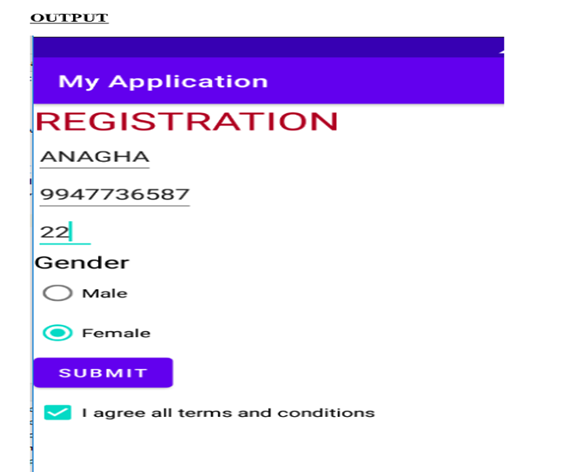 OUTPUT
My Application
REGISTRATION
ANAGHA
9947736587
22
Gender
Male
Female
SUBMIT
I agree all terms and conditions